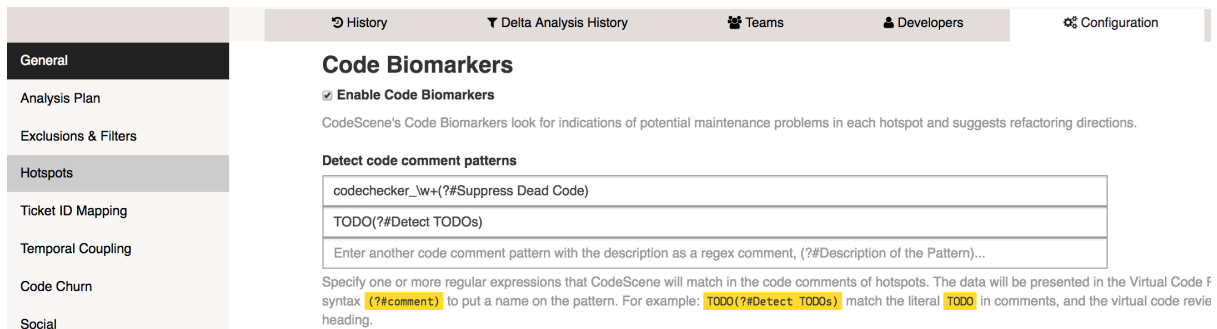 History
Delta Analysis History
Teams
Developers
Configuration
General
Analysis Plan
Exclusions & Filters
Hotspots
Ticket ID Mapping
Temporal Coupling
Code Churn
Social
Code Biomarkers
Enable Code Biomarkers
CodeScene's Code Biomarkers look for indications of potential maintenance problems in each hotspot and suggests refactoring directions.
Detect code comment patterns
codechecker_\w+(?#Suppress Dead Code)
TODO(?#Detect TODOs)
Enter another code comment pattern with the description as a regex comment, (?#Description of the Pattern)...
Specify one or more regular expressions that CodeScene will match in the code comments of hotspots. The data will be presented in the Virtual Code
syntax (?#comment) to put a name on the pattern. For example: TODO(?#Detect TODOs) match the literal TODO in comments, and the virtual code
heading.